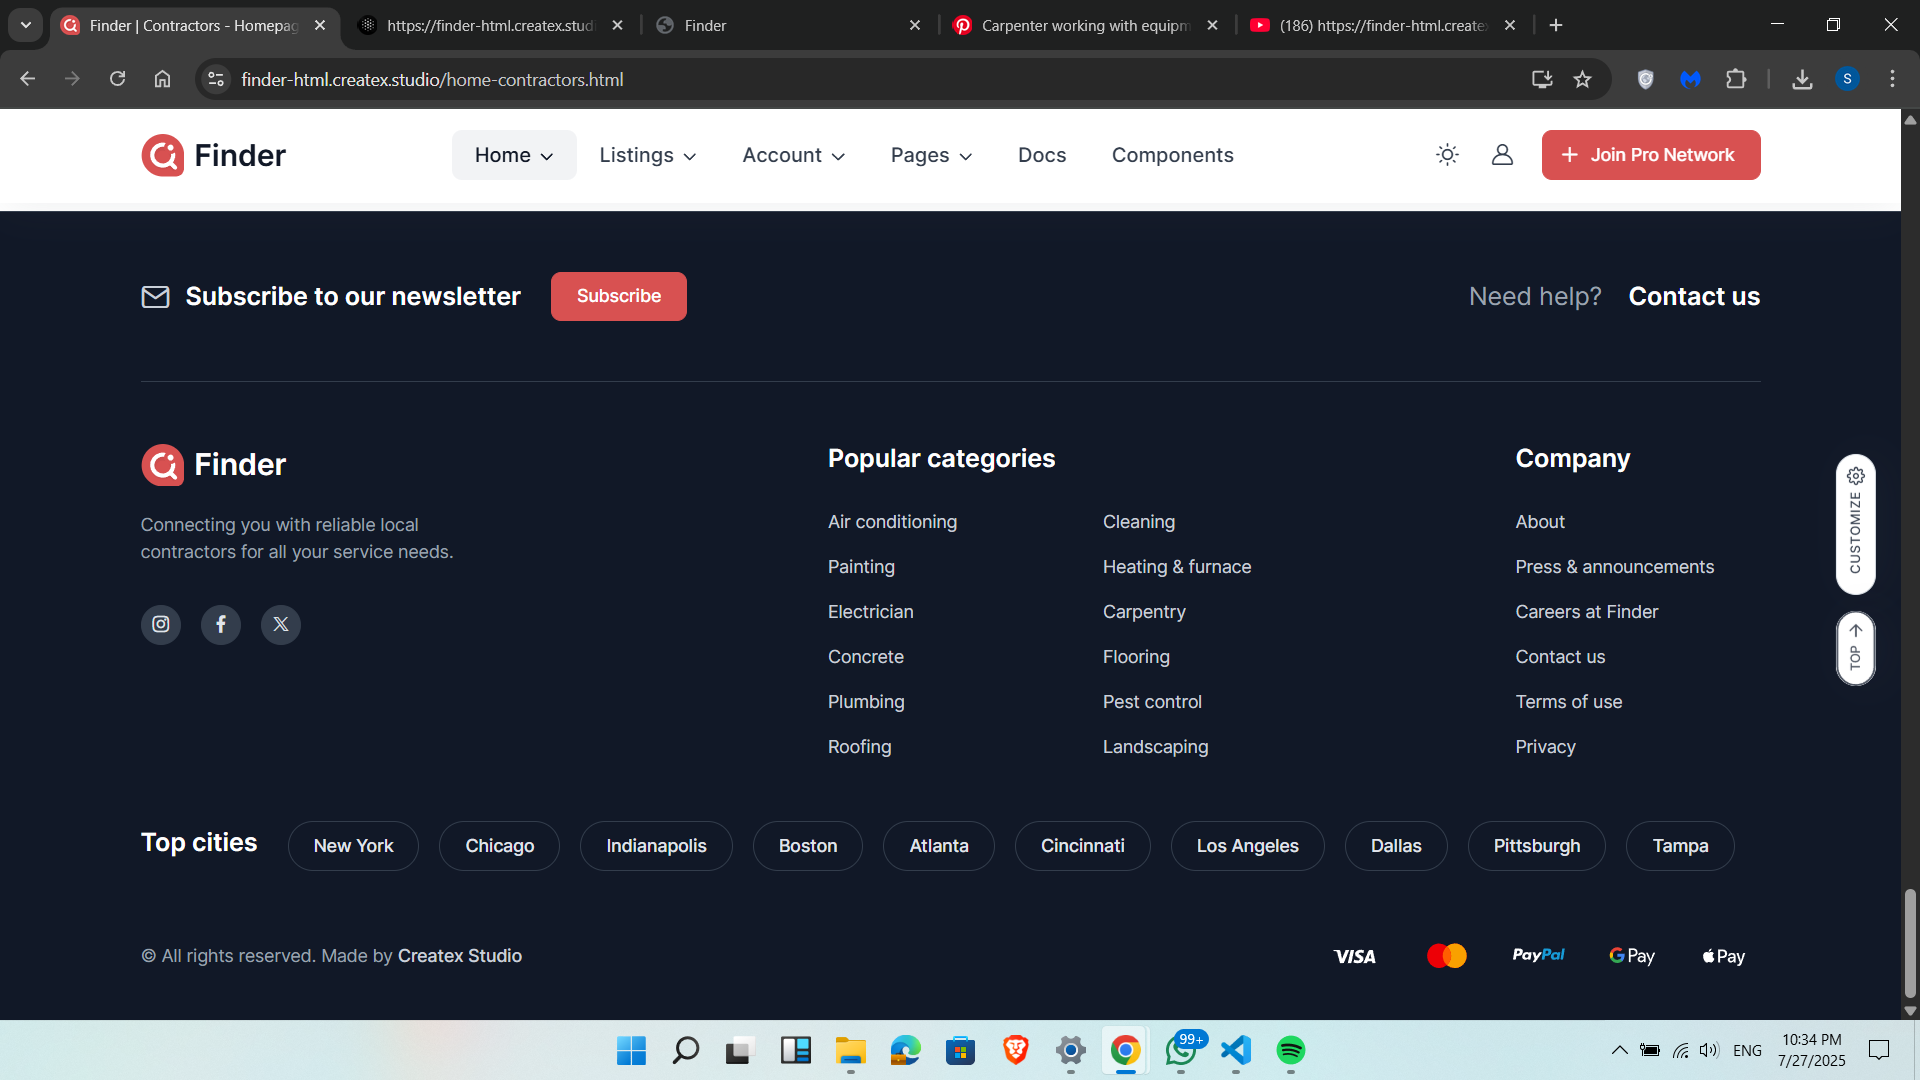 Finder | Contractors - Homepag
https://finder-html.createx.studi
Finder
Carpenter working with equipm
(186) https://finder-html.createx
finder-html.createx.studio/home-contractors.html
S
Finder
Home
Listings
Account
Pages
Docs
Components
Join Pro Network
Subscribe to our newsletter
Subscribe
Need help?
Contact us
Finder
Connecting you with reliable local
contractors for all your service needs.
Popular categories
Air conditioning
Painting
Electrician
Concrete
Plumbing
Roofing
Cleaning
Heating & furnace
Carpentry
Flooring
Pest control
Landscaping
Company
About
Press & announcements
Careers at Finder
Contact us
Terms of use
Privacy
CUSTOMIZE
TOP
Top cities
New York
Chicago
Indianapolis
Boston
Atlanta
Cincinnati
Los Angeles
Dallas
Pittsburgh
Tampa
© All rights reserved. Made by Createx Studio
VISA
PayPal
G Pay
Pay
99+
ENG
10:34 PM
7/27/2025